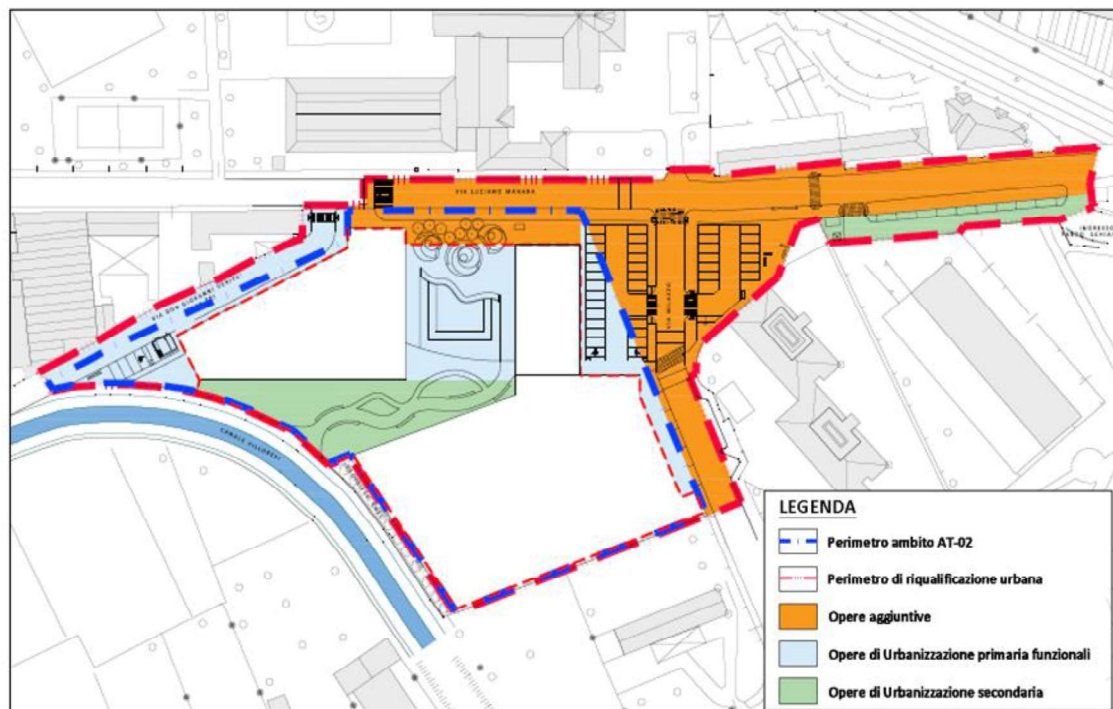 VIA LUCIANO MANARA
INGRESSO
VIA DON GIOVANNI
VIA MILAZZO
CANALE VILLORESI
LEGENDA
Perimetro ambito AT-02
Perimetro di riqualificazione urbana
Opere aggiuntive
Opere di Urbanizzazione primaria funzionali
Opere di Urbanizzazione secondaria